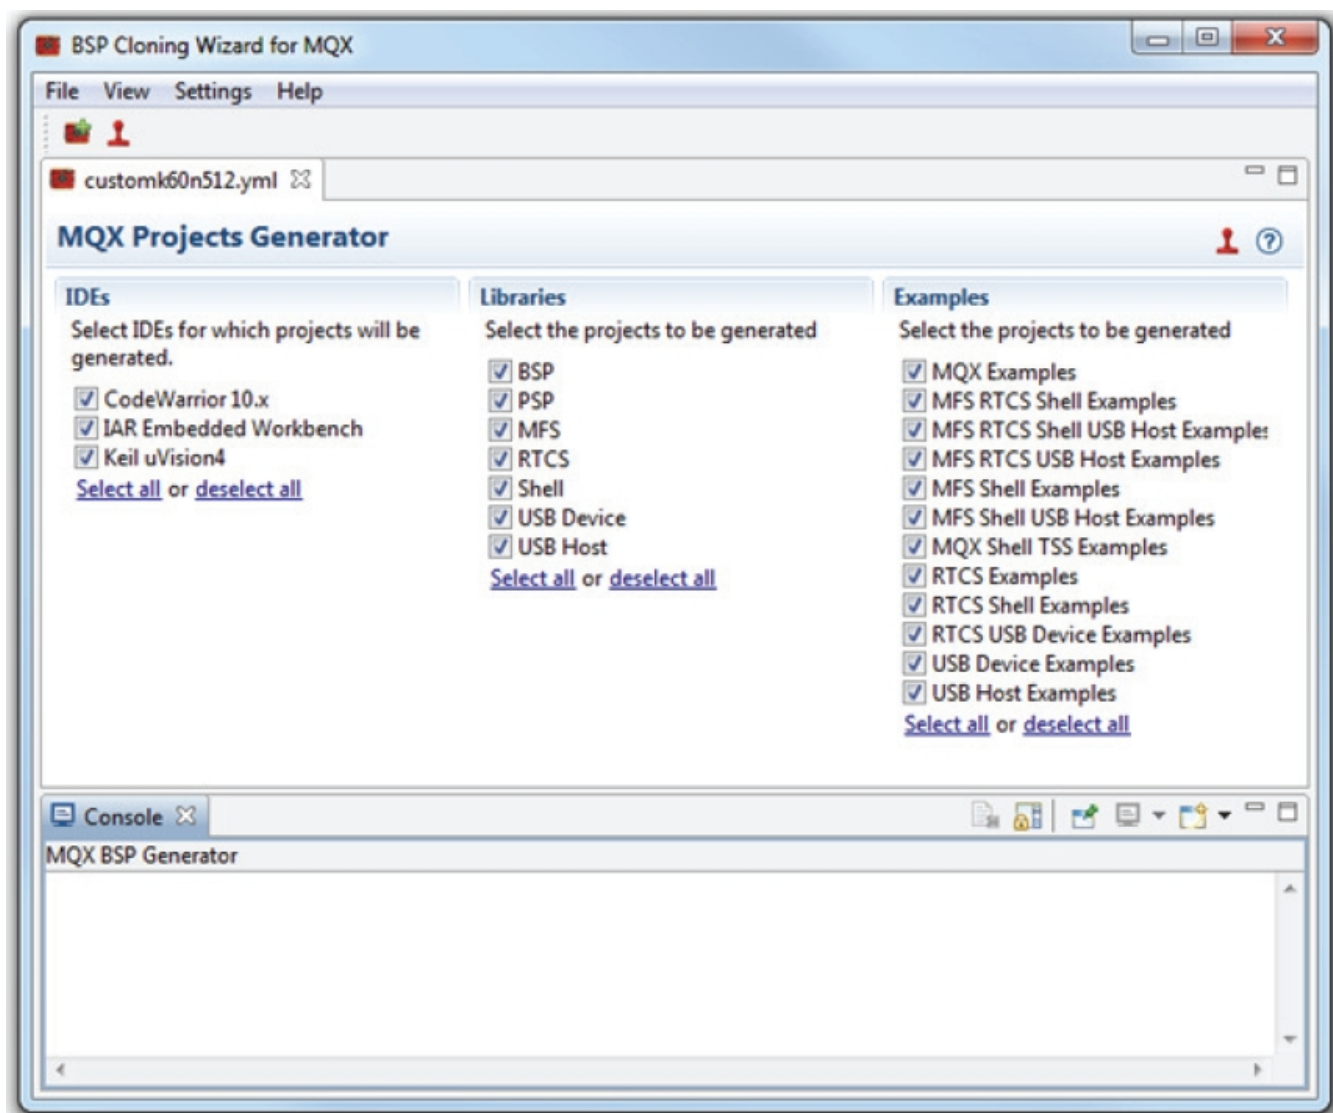 BSP Cloning Wizard for MQX
File View Settings Help
customk60n512.yml
MQX Projects Generator
IDEs
Select IDEs for which projects will be
generated.
CodeWarrior 10.x
IAR Embedded Workbench
Keil uVision4
Select all or deselect all
Libraries
Select the projects to be generated
BSP
PSP
MFS
RTCS
Shell
USB Device
USB Host
Select all or deselect all
Examples
Select the projects to be generated
MQX Examples
MFS RTCS Shell Examples
MFS RTCS Shell USB Host Examples
MFS RTCS USB Host Examples
MFS Shell Examples
MFS Shell USB Host Examples
MQX Shell TSS Examples
RTCS Examples
RTCS Shell Examples
RTCS USB Device Examples
USB Device Examples
USB Host Examples
Select all or deselect all
Console
MQX BSP Generator